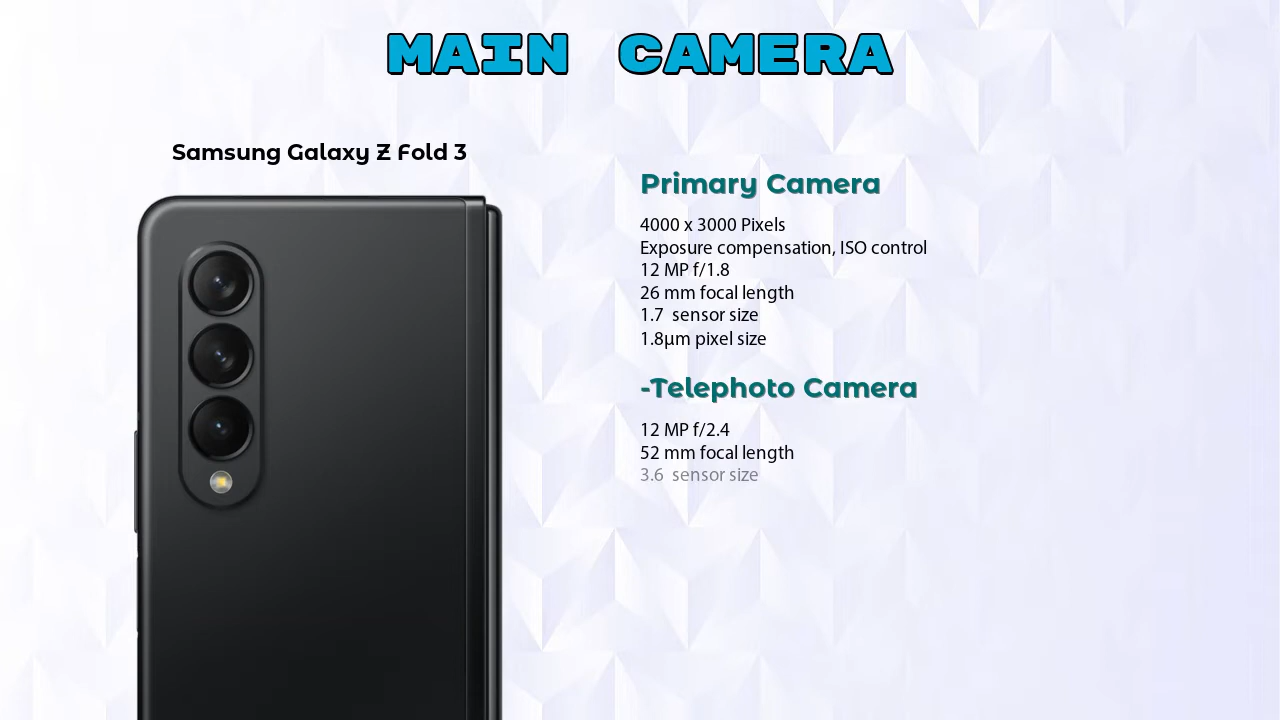 MAIN CAMERA
Samsung Galaxy Z Fold 3
Primary Camera
4000 x 3000 Pixels
Exposure compensation, ISO control
12 MP f/1.8
26 mm focal length
1.7  sensor size
1.8µm pixel size
-Telephoto Camera
12 MP f/2.4
52 mm focal length
3.6  sensor size